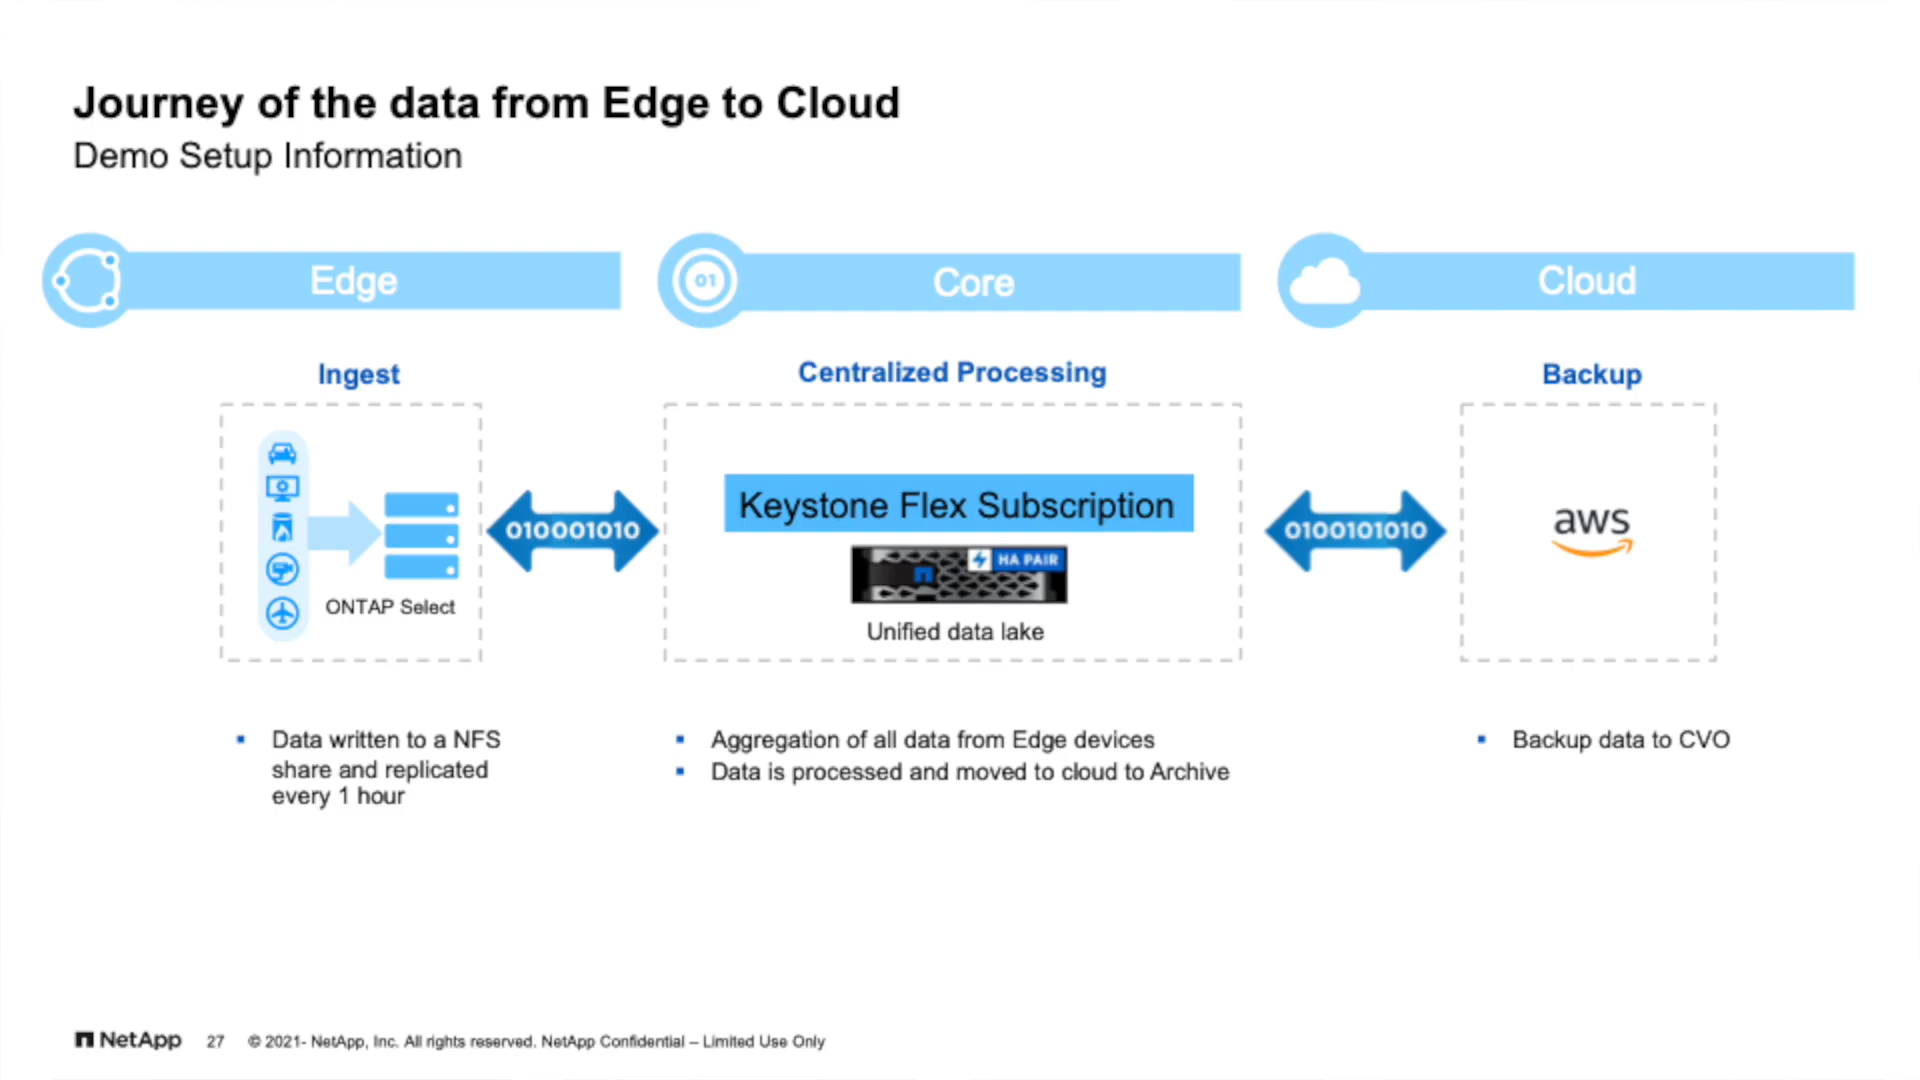 Journey of the data from Edge to Cloud
Demo Setup Information
Edge
01
Core
Cloud
Ingest
Centralized Processing
Backup
ONTAP Select
010001010
Keystone Flex Subscription
HA PAIR
Unified data lake
0100101010
aws
▪ Data written to a NFS
share and replicated
every 1 hour
▪ Aggregation of all data from Edge devices
▪ Data is processed and moved to cloud to Archive
▪ Backup data to CVO
NetApp 27 © 2021- NetApp, Inc. All rights reserved. NetApp Confidential – Limited Use Only